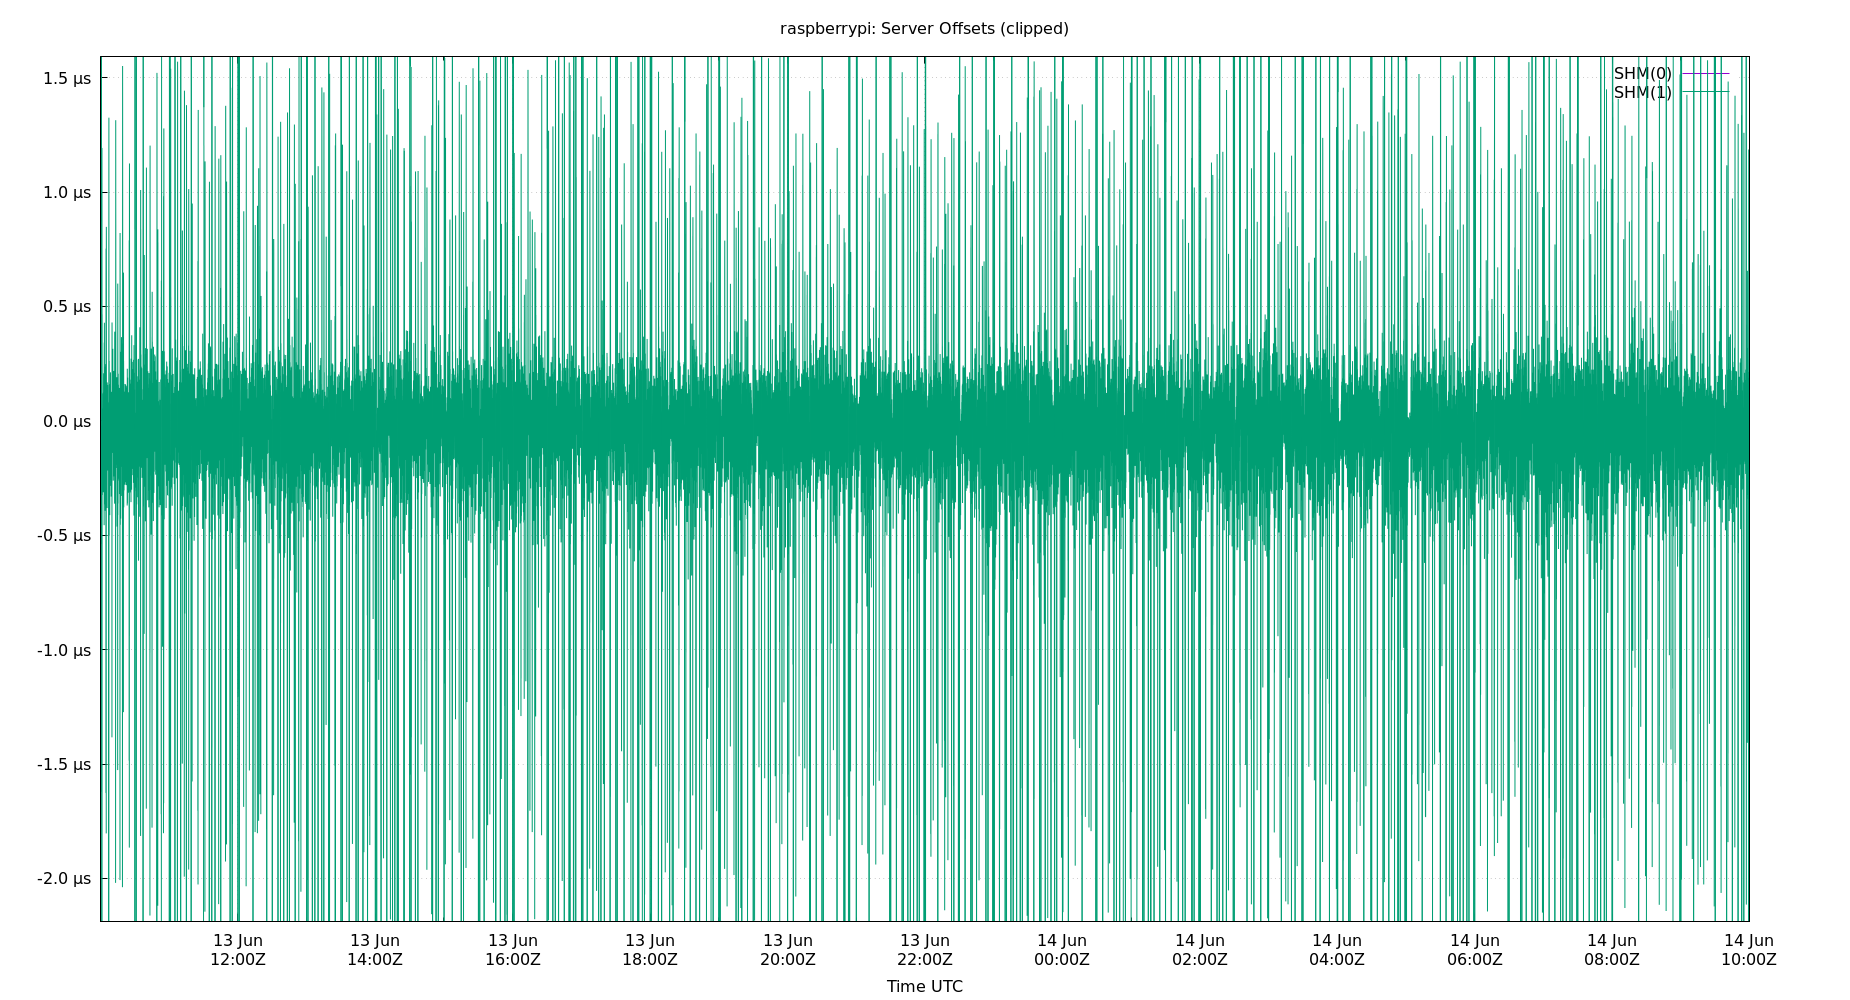 raspberrypi: Server Offsets (clipped)
SHM(0)
SHM(1)
1.5 µs
1.0 µs
0.5 µs
0.0 µs
-0.5 µs
-1.0 µs
-1.5 µs
-2.0 µs
13 Jun 13 Jun 13 Jun 13 Jun 13 Jun 13 Jun 14 Jun 14 Jun 14 Jun 14 Jun 14 Jun 14 Jun
12:00Z 14:00Z 16:00Z 18:00Z 20:00Z 22:00Z 00:00Z 02:00Z 04:00Z 06:00Z 08:00Z 10:00Z
Time UTC